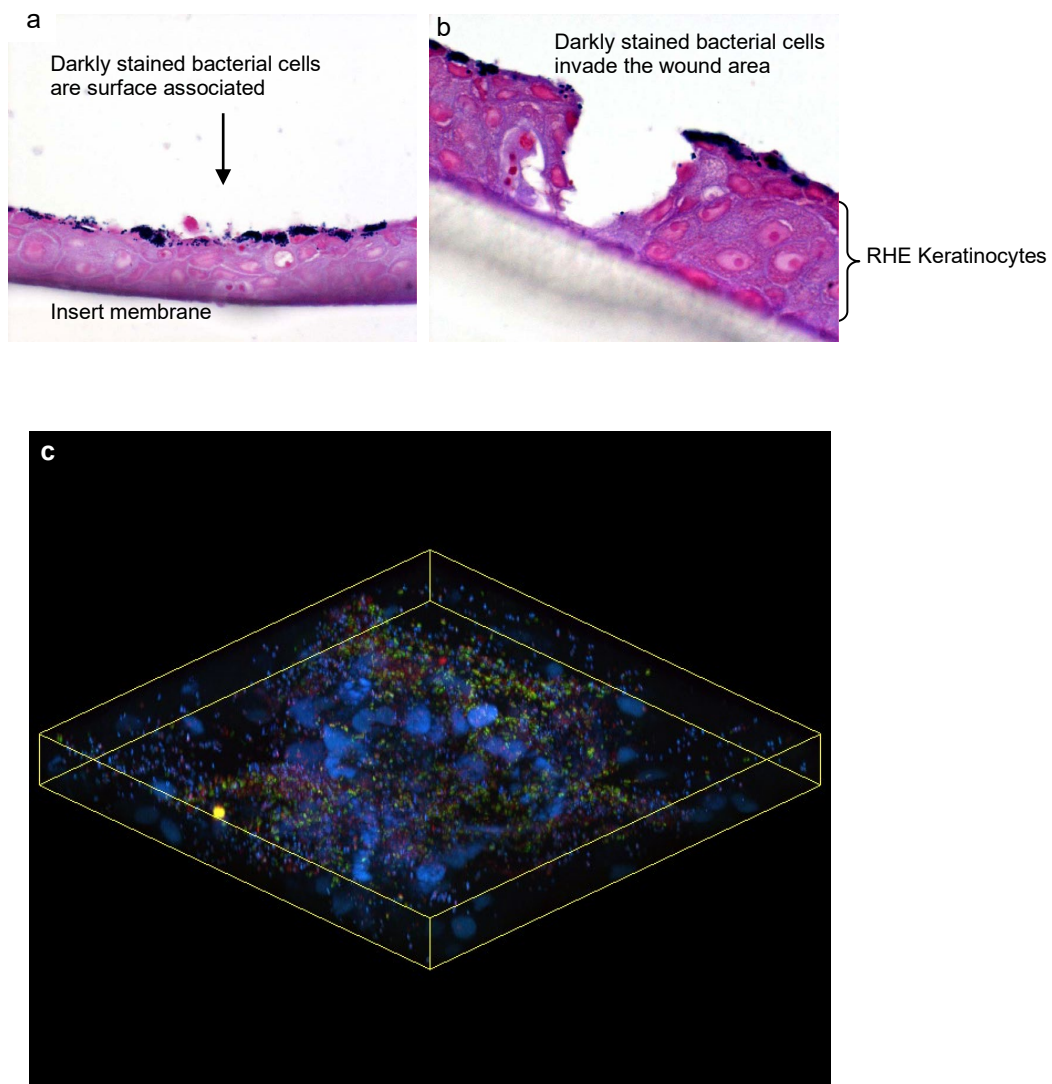 a
Darkly stained bacterial cells
are surface associated
Insert membrane
b
Darkly stained bacterial cells
invade the wound area
RHE Keratinocytes
c